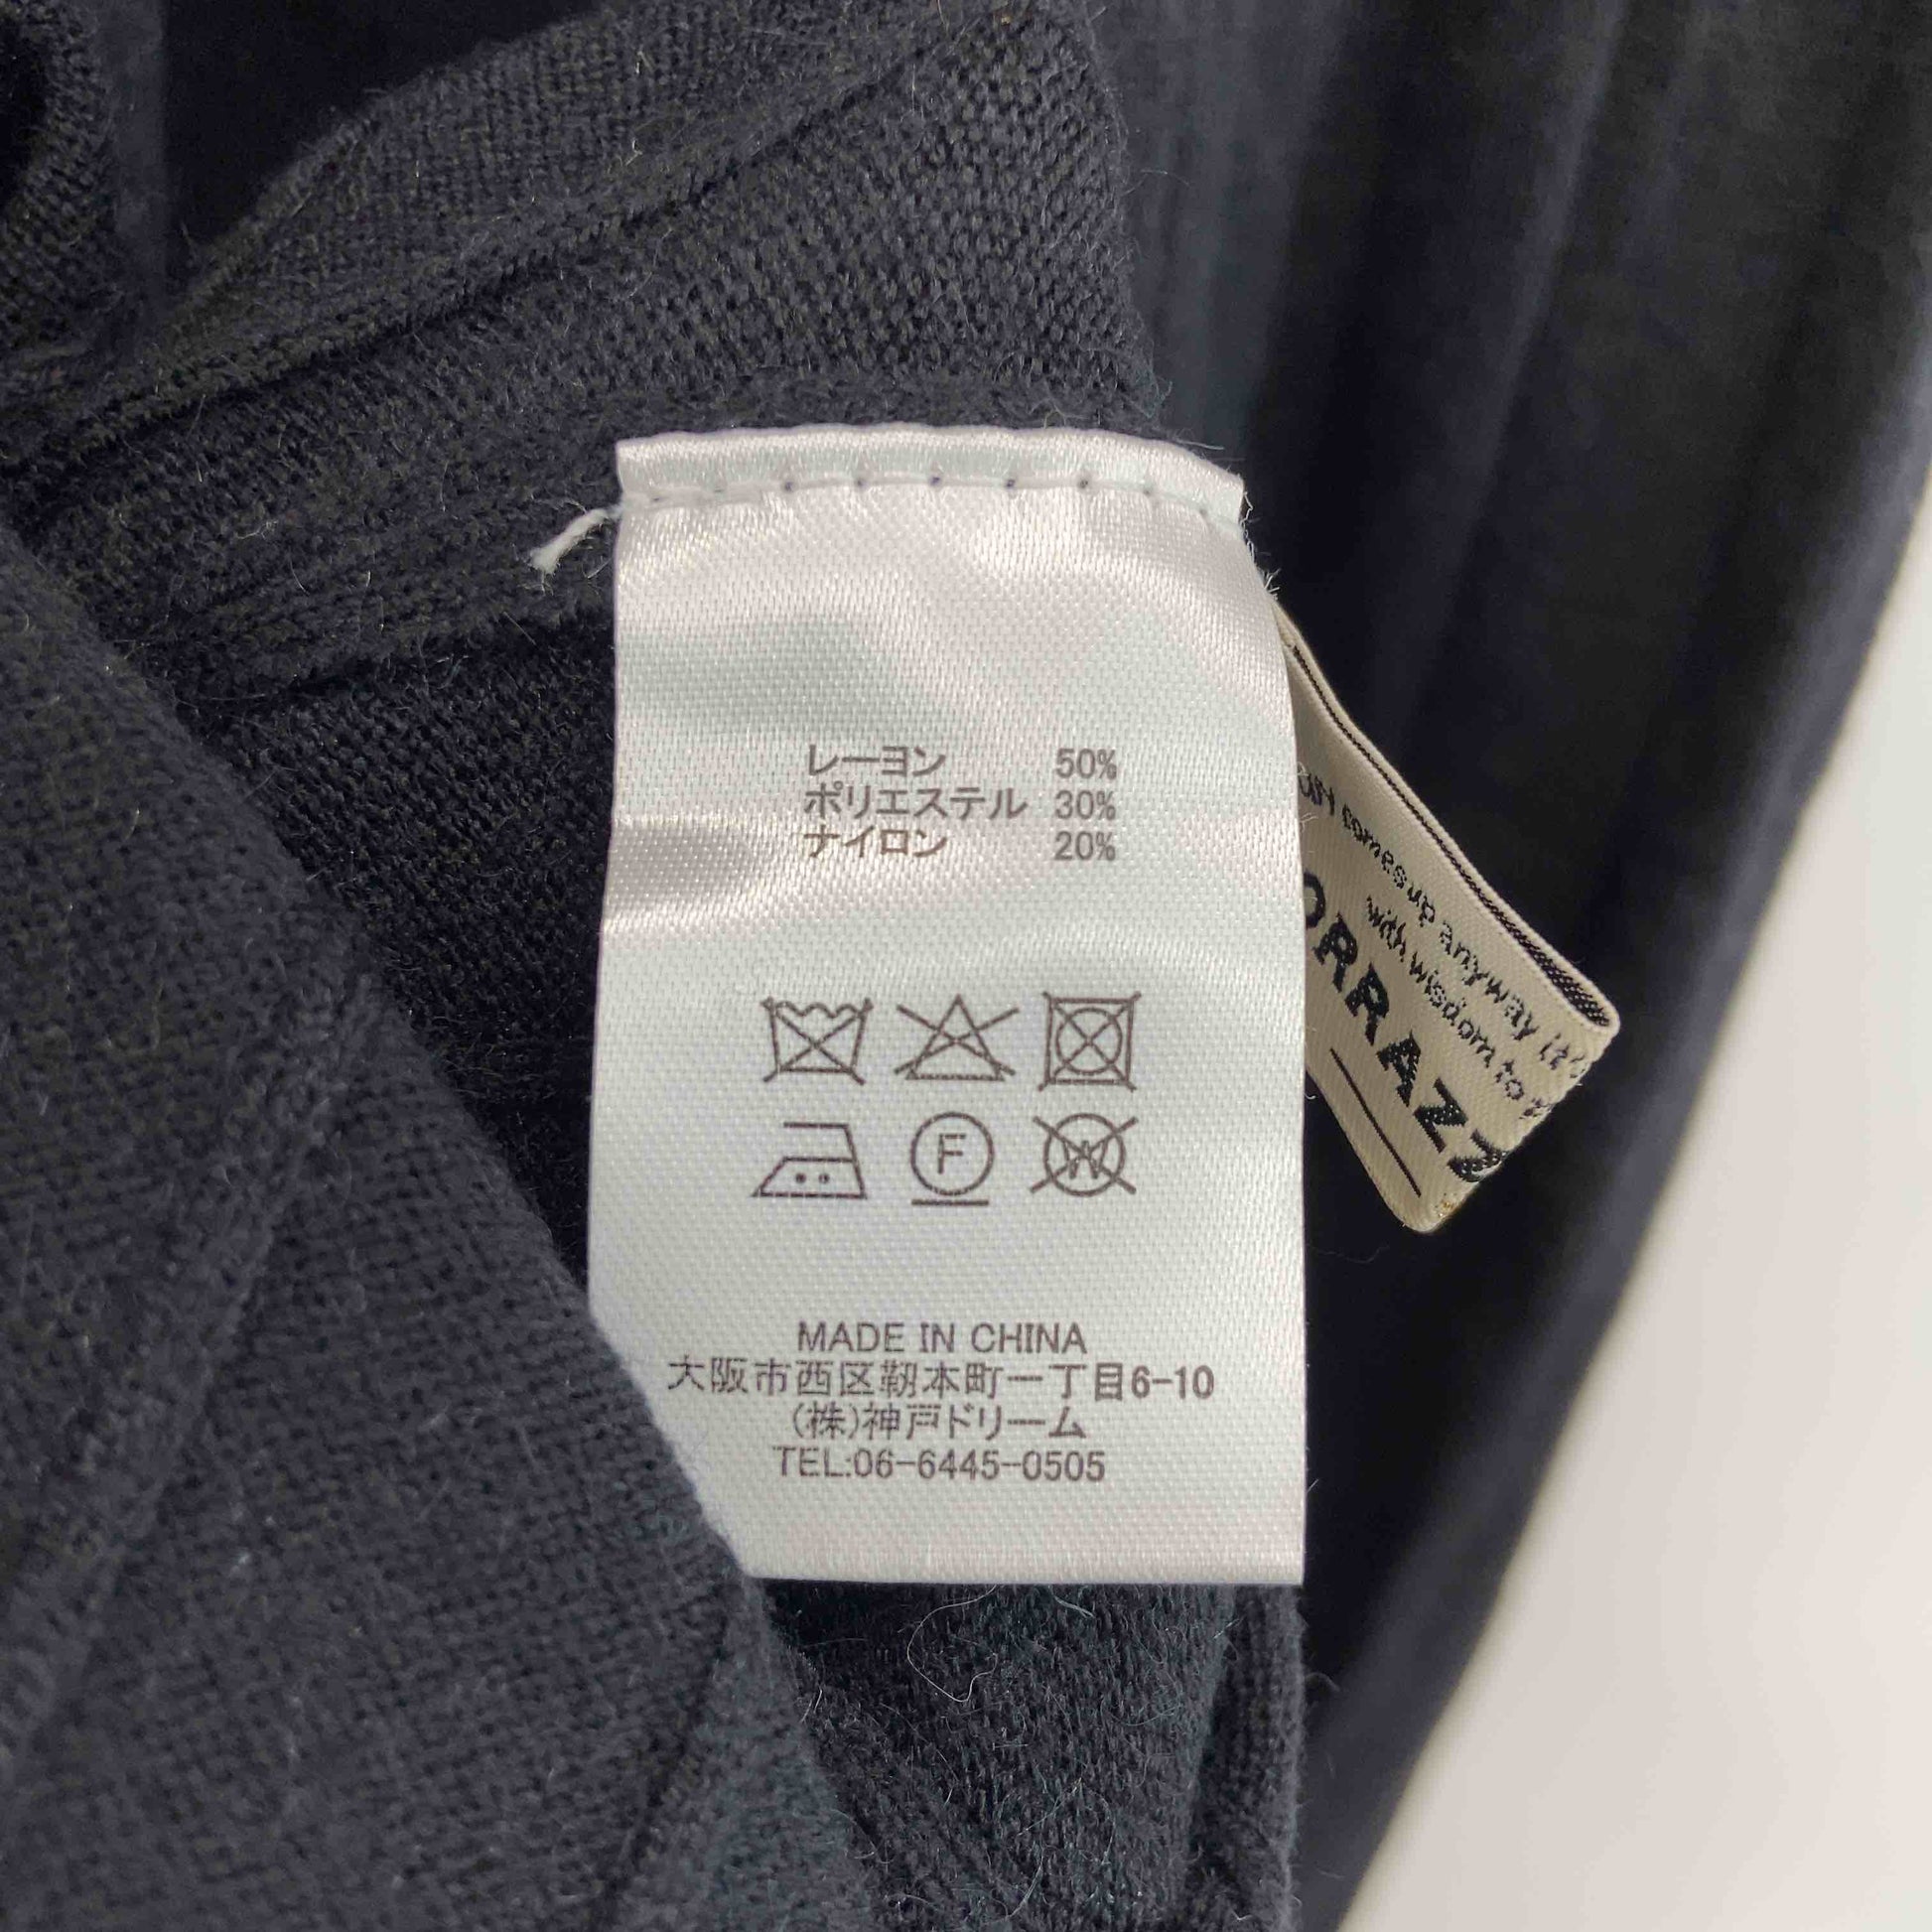 レーヨン 50%
ポリエステル 30%
ナイロン 20%
F
W
MADE IN CHINA
大阪市西区靭本町一丁目6-10
(株)神戸ドリーム
TEL:06-6445-0505
comes up anyway it's
with wisdom to
ORRAZZ